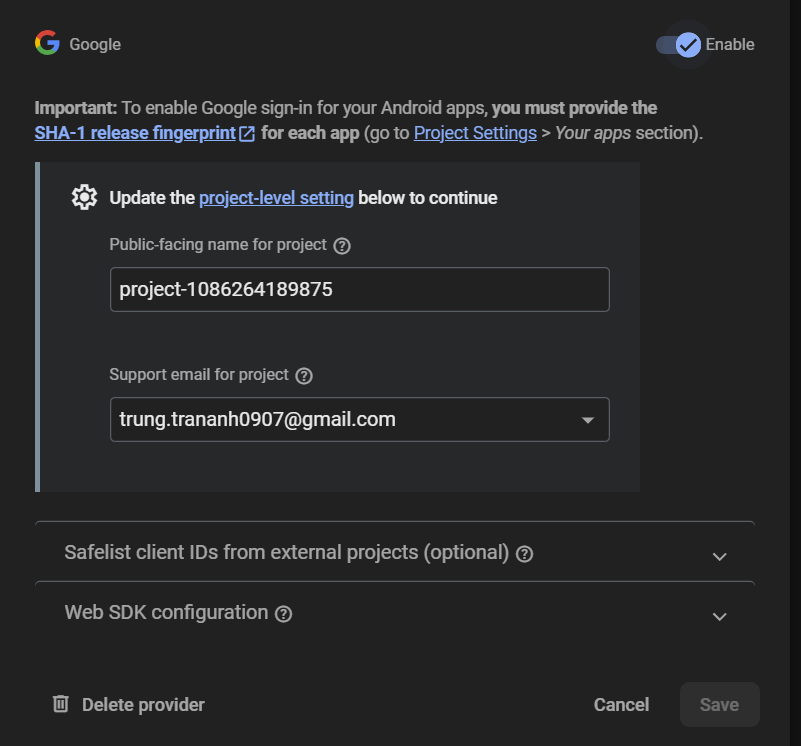 Google
Enable
Important: To enable Google sign-in for your Android apps, you must provide the
SHA-1 release fingerprint for each app (go to Project Settings > Your apps section).
Update the project-level setting below to continue
Public-facing name for project
project-1086264189875
Support email for project
trung.trananh0907@gmail.com
Safelist client IDs from external projects (optional)
Web SDK configuration
Delete provider
Cancel
Save